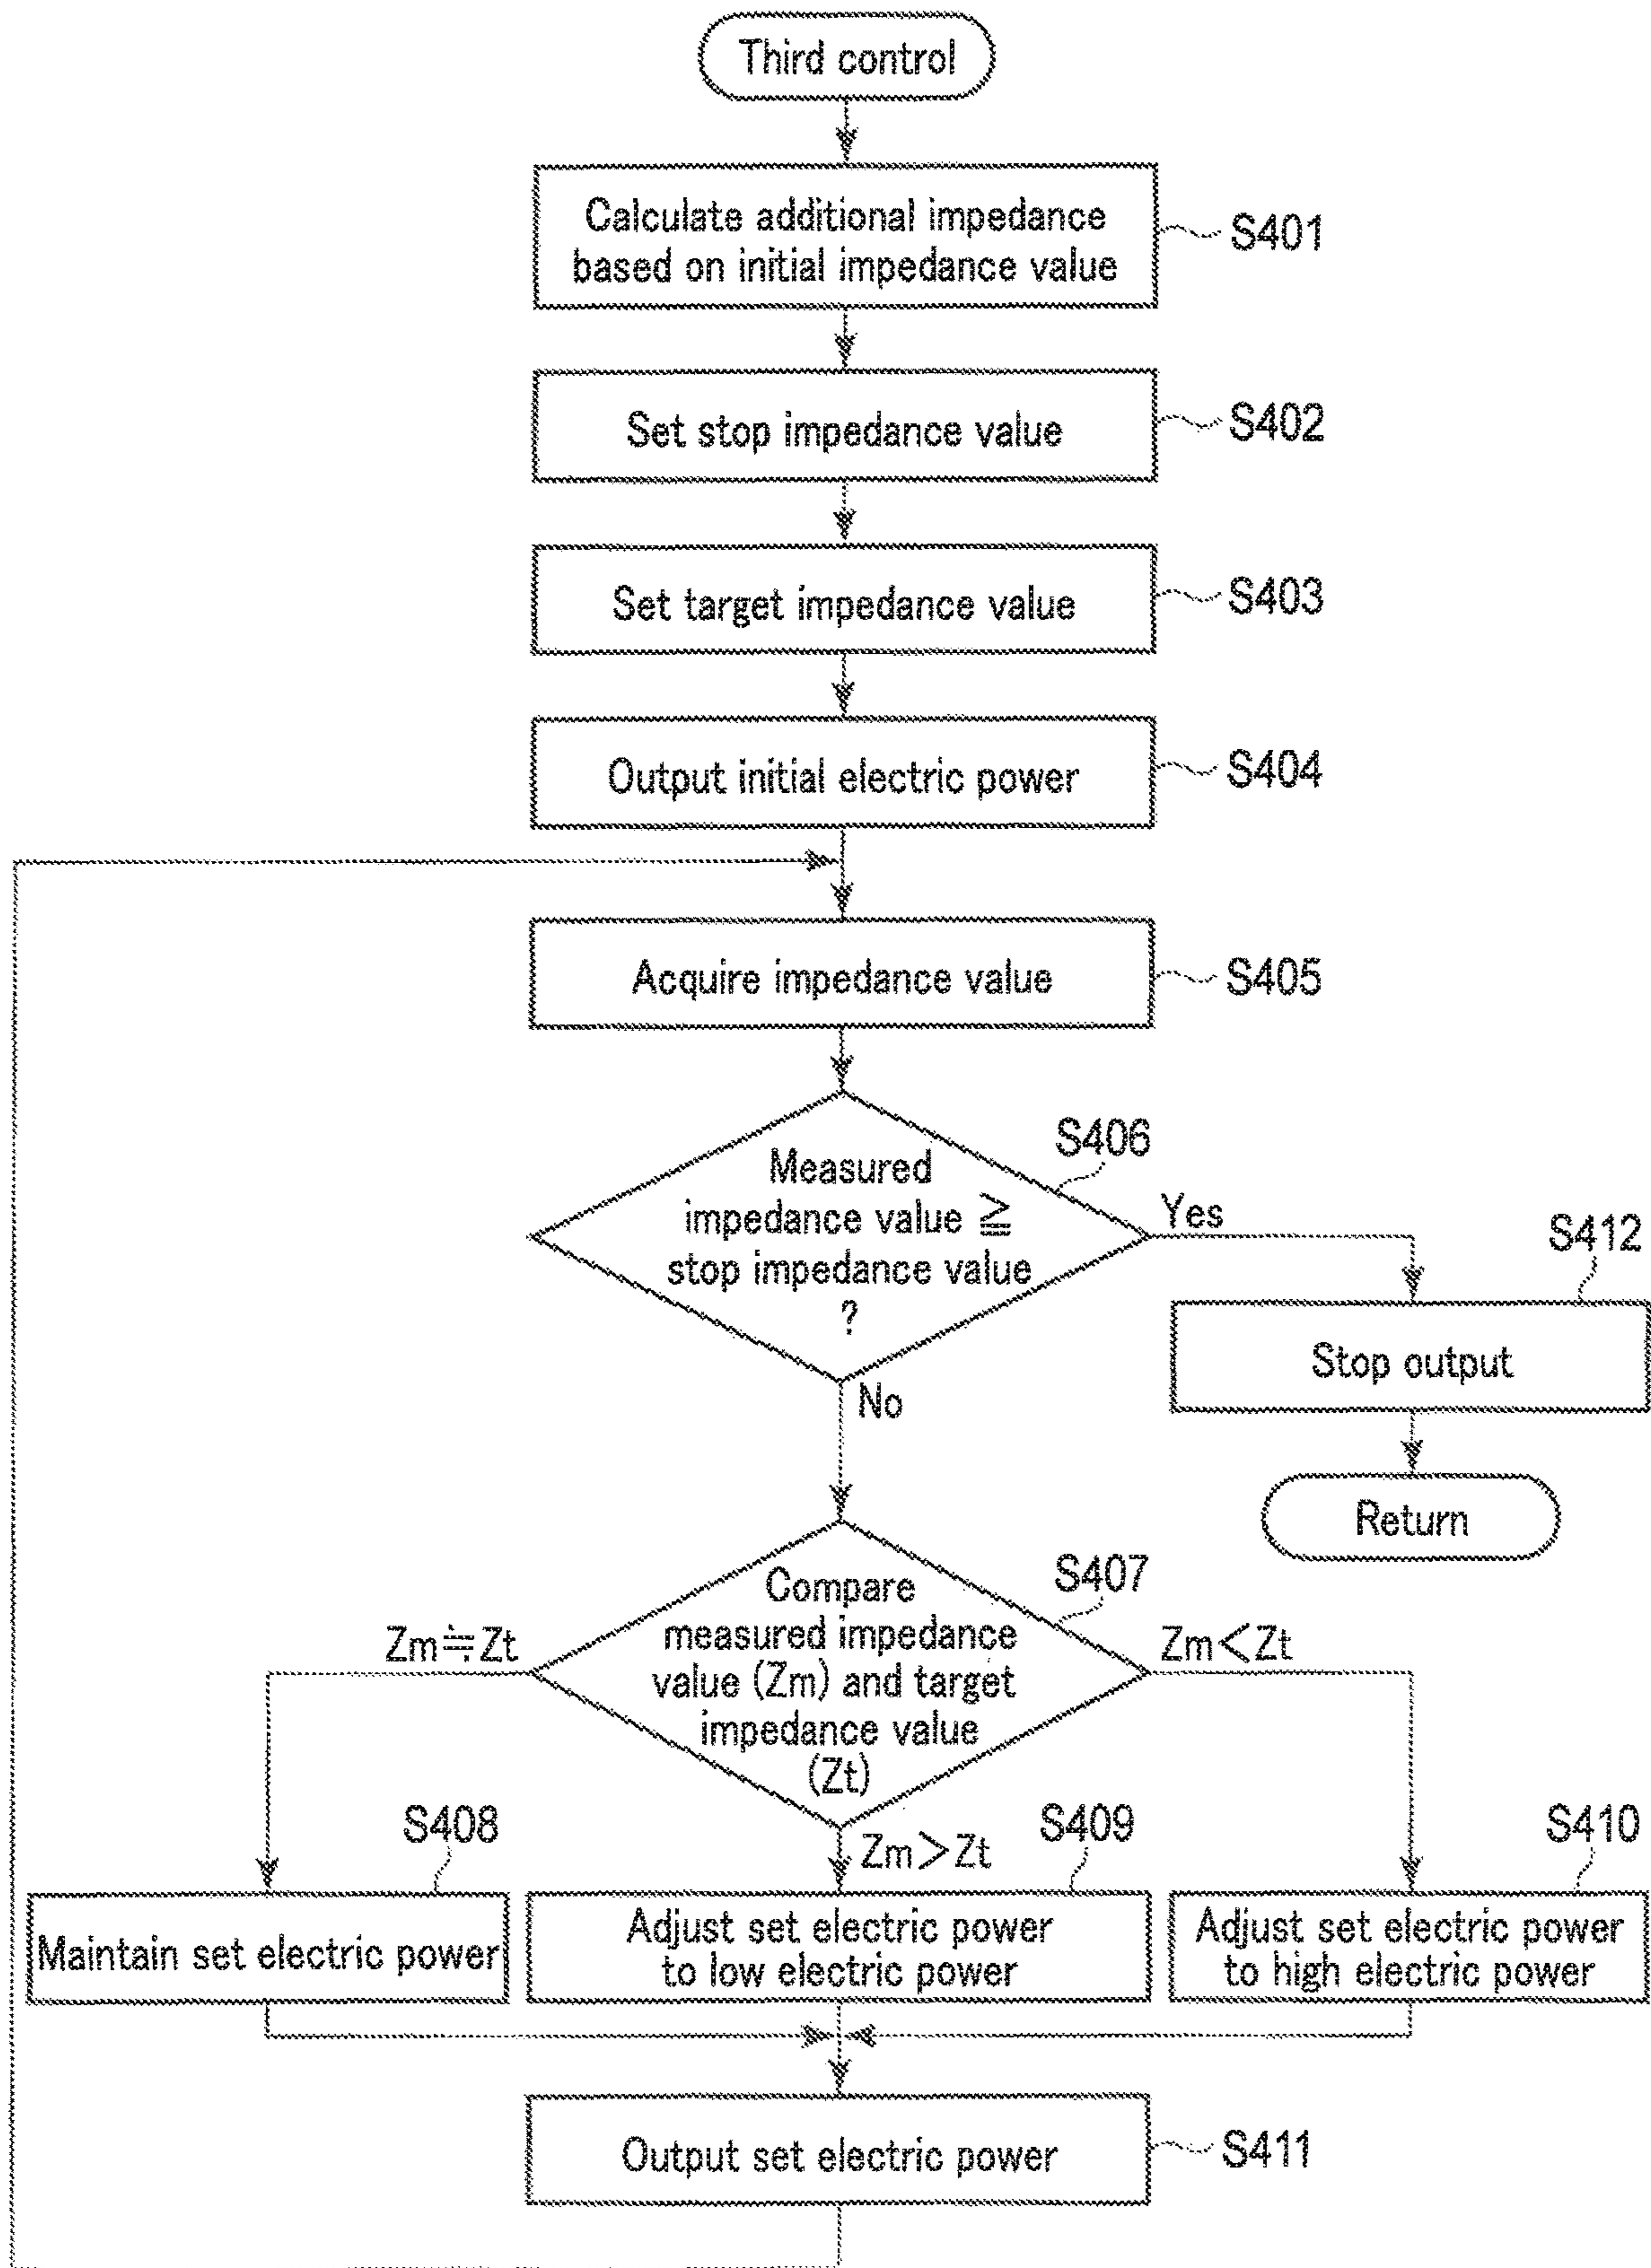 Third control
Calculate additional impedance
based on initial impedance value
S401
Set stop impedance value
S402
Set target impedance value
S403
Output initial electric power
S404
Acquire impedance value
S405
S406
Measured
impedance value ≧
stop impedance value
?
Yes
No
S412
Stop output
Return
S407
Compare
measured impedance
value (Zm) and target
impedance value
(Zt)
Zm≒Zt
Zm<Zt
Zm>Zt
S408
Maintain set electric power
S409
Adjust set electric power
to low electric power
S410
Adjust set electric power
to high electric power
Output set electric power
S411